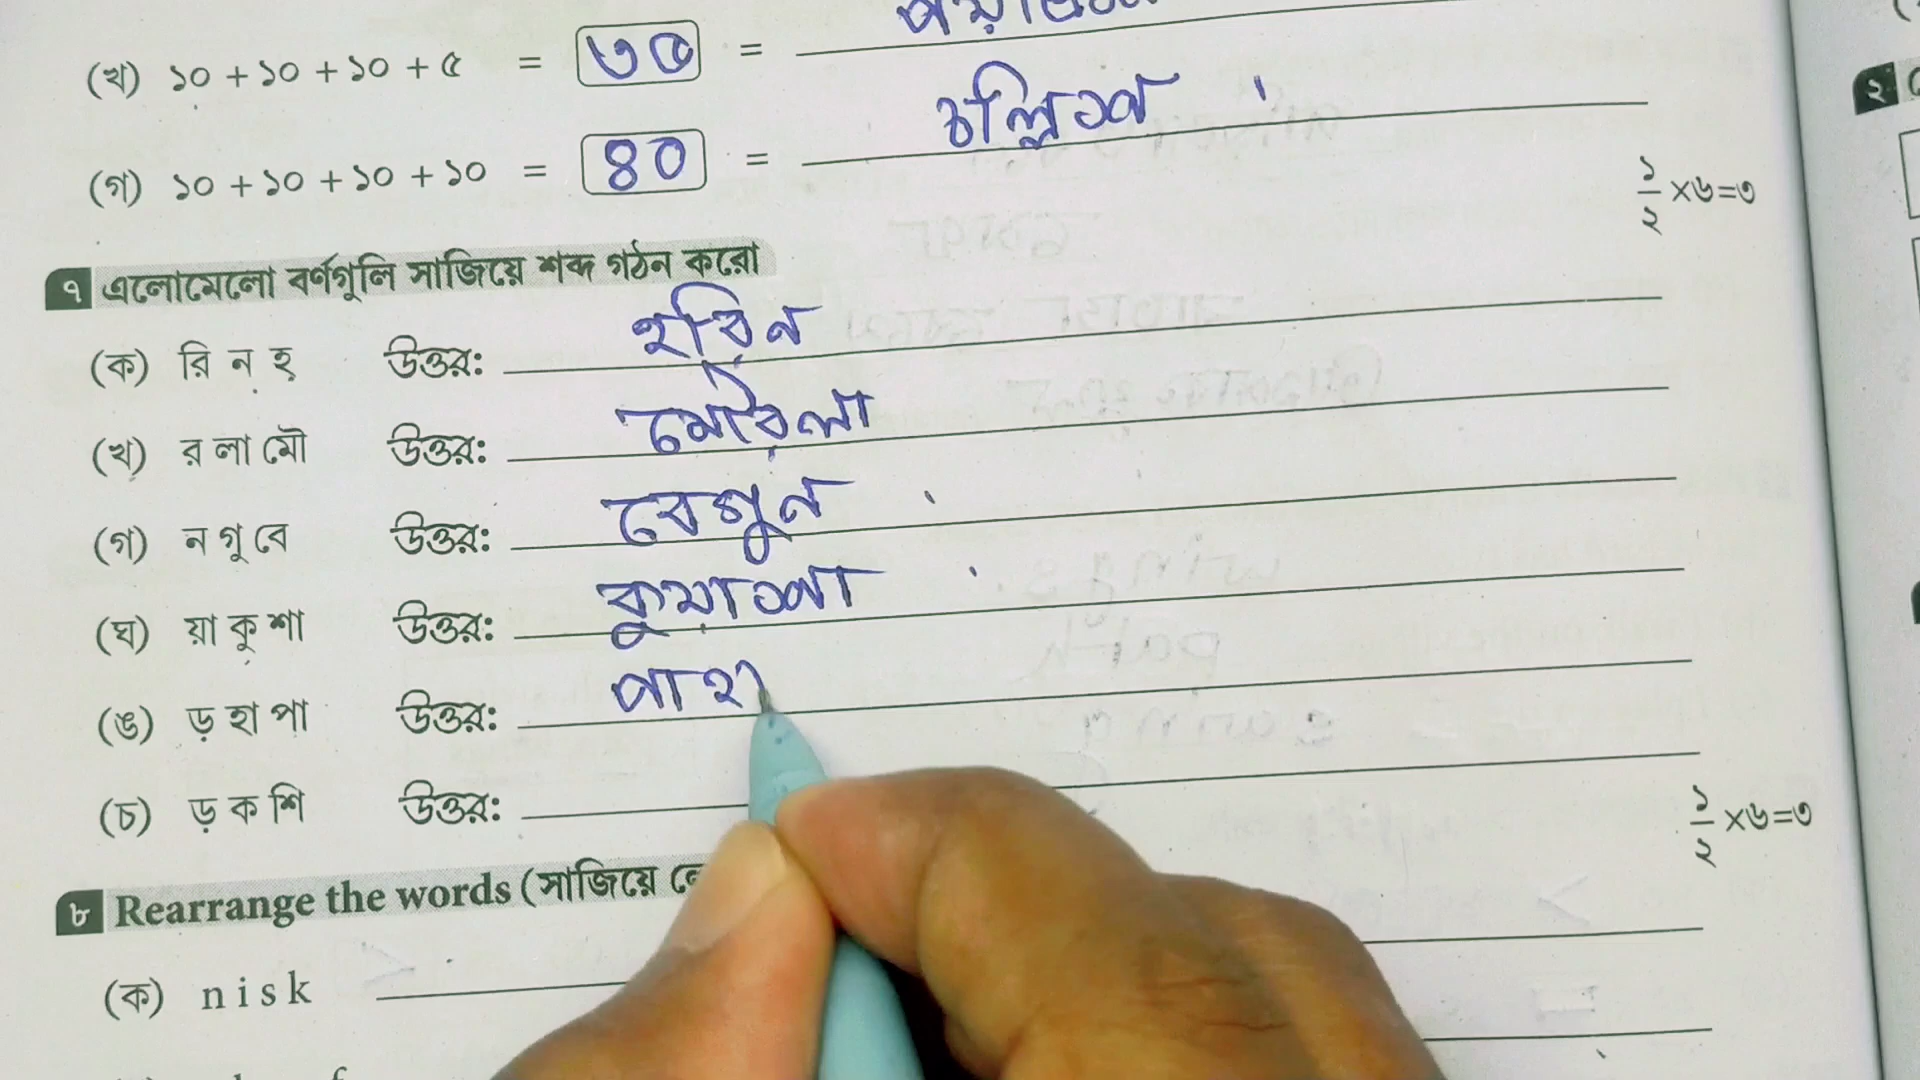 (খ) ১০ + ১০ + ১০ + ৫ = ৩৫ =
(গ) ১০ + ১০ + ১০ + ১০ = ৪০ = চল্লিশ
১/২ ×৬=৩
৭ এলোমেলো বর্ণগুলি সাজিয়ে শব্দ গঠন করো
(ক) রি ন হ উত্তর: হরিন
(খ) র লা মৌ উত্তর: মৌরলা
(গ) ন গু বে উত্তর: বেগুন
(ঘ) য়া কু শা উত্তর: কুয়াশা
(ঙ) ড় হা পা উত্তর: পাহ
(চ) ড় ক শি উত্তর:
১/২ ×৬=৩
৮ Rearrange the words (সাজিয়ে
(ক) n i s k
২